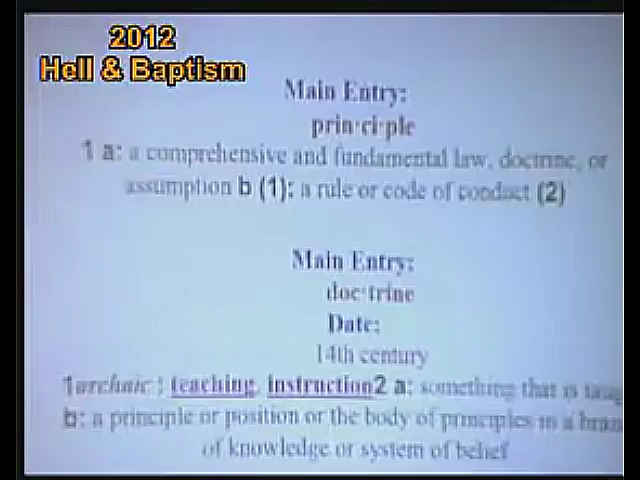 2012
Hell & Baptism
Main Entry:
prin·ci·ple
1 a: a comprehensive and fundamental law, doctrine, or
assumption b (1): a rule or code of conduct (2)
Main Entry:
doc·trine
Date:
14th century
1archaic : teaching, instruction2 a: something that is
b: a principle or position or the body of principles in a
of knowledge or system of belief